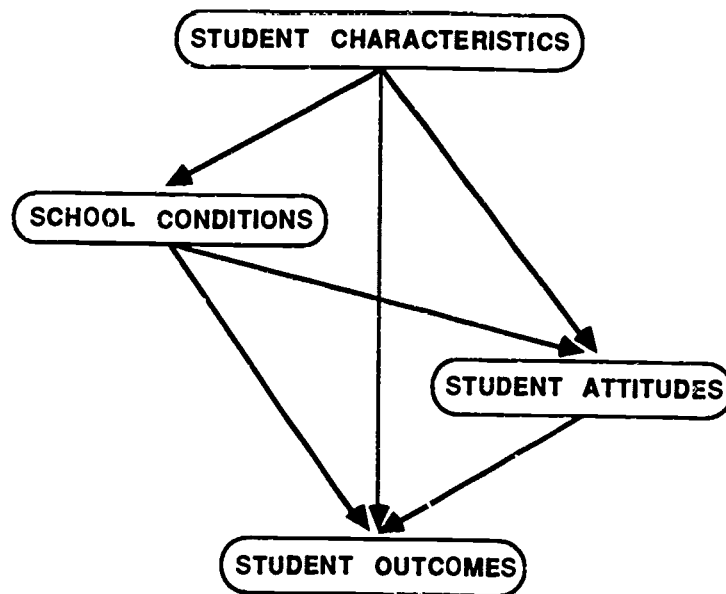 STUDENT CHARACTERISTICS
SCHOOL CONDITIONS
STUDENT ATTITUDES
STUDENT OUTCOMES